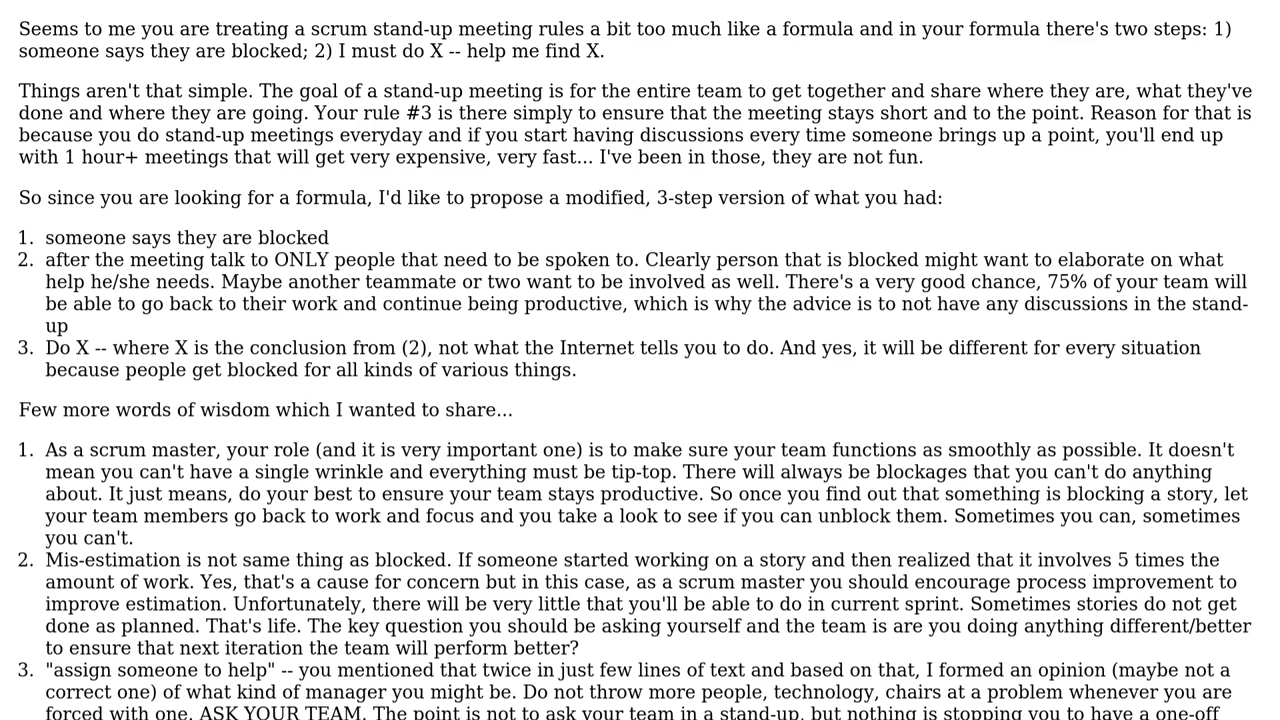 Seems to me you are treating a scrum stand-up meeting rules a bit too much like a formula and in your formula there's two steps: 1)
someone says they are blocked; 2) I must do X -- help me find X.
Things aren't that simple. The goal of a stand-up meeting is for the entire team to get together and share where they are, what they've
done and where they are going. Your rule #3 is there simply to ensure that the meeting stays short and to the point. Reason for that is
because you do stand-up meetings everyday and if you start having discussions every time someone brings up a point, you'll end up
with 1 hour+ meetings that will get very expensive, very fast... I've been in those, they are not fun.
So since you are looking for a formula, I'd like to propose a modified, 3-step version of what you had:
1. someone says they are blocked
2. after the meeting talk to ONLY people that need to be spoken to. Clearly person that is blocked might want to elaborate on what
help he/she needs. Maybe another teammate or two want to be involved as well. There's a very good chance, 75% of your team will
be able to go back to their work and continue being productive, which is why the advice is to not have any discussions in the stand-
up
3. Do X -- where X is the conclusion from (2), not what the Internet tells you to do. And yes, it will be different for every situation
because people get blocked for all kinds of various things.
Few more words of wisdom which I wanted to share...
1. As a scrum master, your role (and it is very important one) is to make sure your team functions as smoothly as possible. It doesn't
mean you can't have a single wrinkle and everything must be tip-top. There will always be blockages that you can't do anything
about. It just means, do your best to ensure your team stays productive. So once you find out that something is blocking a story, let
your team members go back to work and focus and you take a look to see if you can unblock them. Sometimes you can, sometimes
you can't.
2. Mis-estimation is not same thing as blocked. If someone started working on a story and then realized that it involves 5 times the
amount of work. Yes, that's a cause for concern but in this case, as a scrum master you should encourage process improvement to
improve estimation. Unfortunately, there will be very little that you'll be able to do in current sprint. Sometimes stories do not get
done as planned. That's life. The key question you should be asking yourself and the team is are you doing anything different/better
to ensure that next iteration the team will perform better?
3. "assign someone to help" -- you mentioned that twice in just few lines of text and based on that, I formed an opinion (maybe not a
correct one) of what kind of manager you might be. Do not throw more people, technology, chairs at a problem whenever you are
forced with one. ASK YOUR TEAM. The point is not to ask your team in a stand-up, but nothing is stopping you to have a one-off